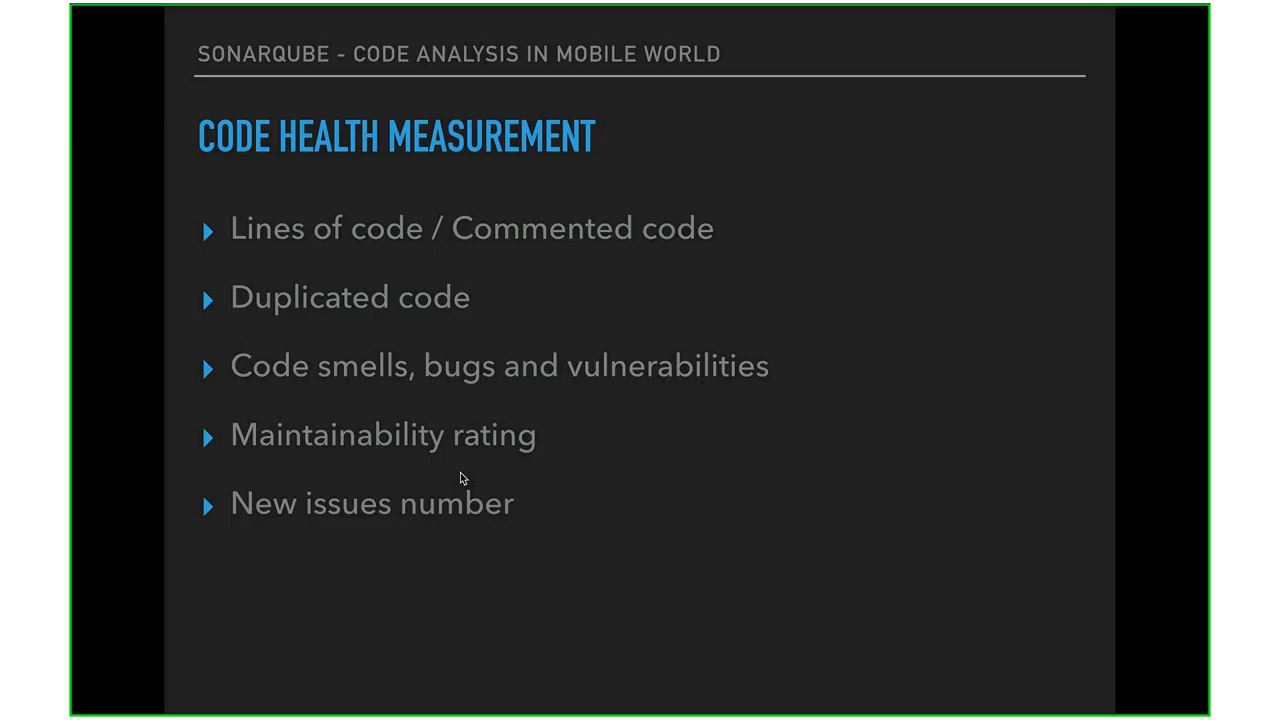 SONARQUBE - CODE ANALYSIS IN MOBILE WORLD
CODE HEALTH MEASUREMENT
Lines of code / Commented code
Duplicated code
Code smells, bugs and vulnerabilities
Maintainability rating
New issues number